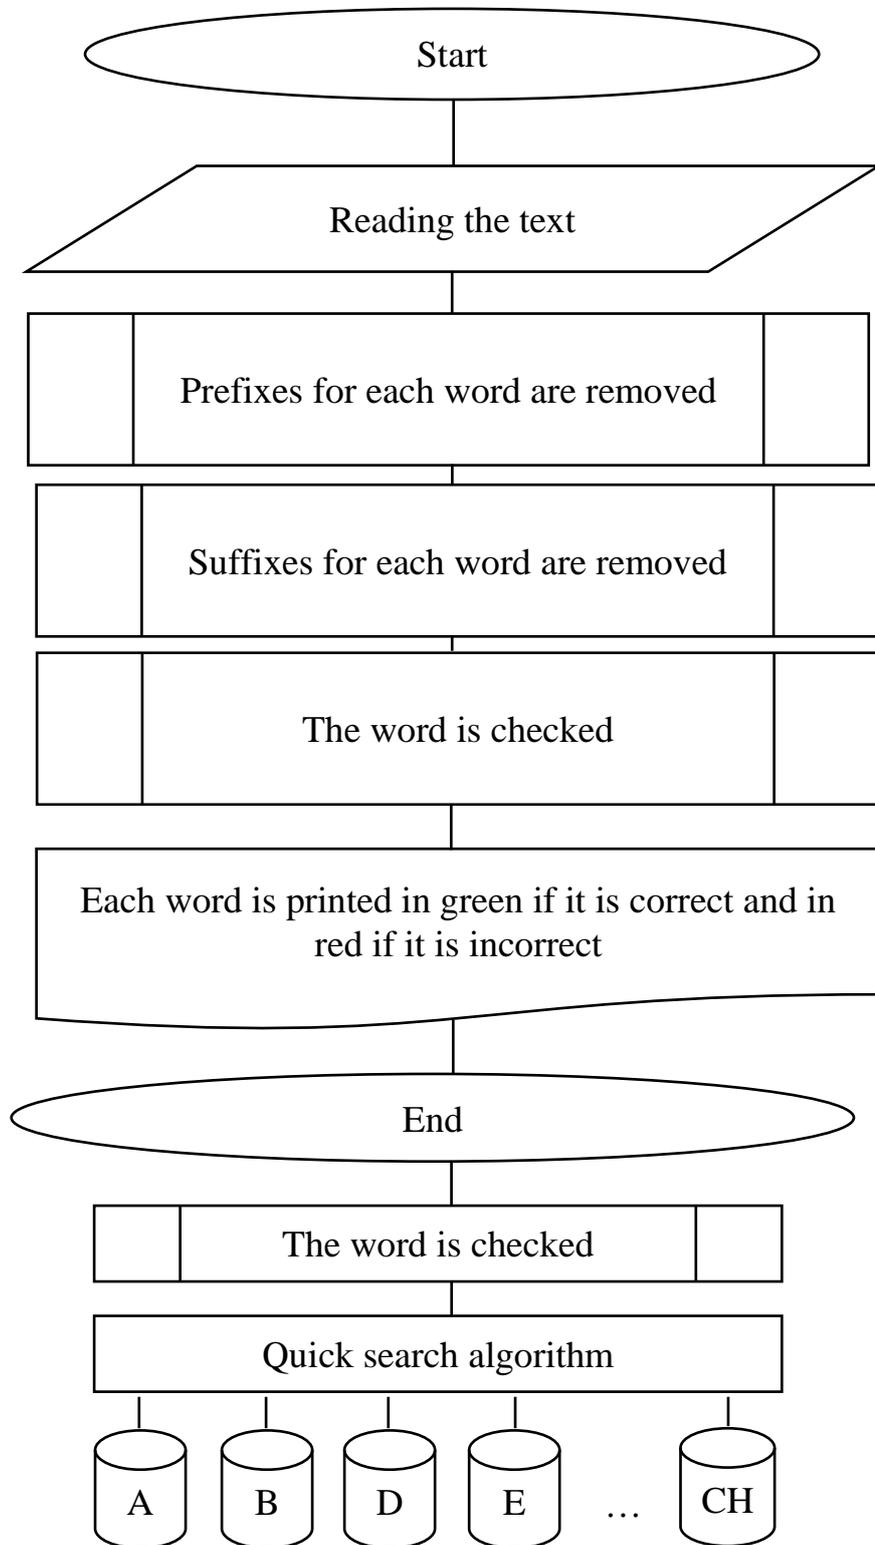 Start
Reading the text
Prefixes for each word are removed
Suffixes for each word are removed
The word is checked
Each word is printed in green if it is correct and in
red if it is incorrect
End
The word is checked
Quick search algorithm
A B D E … CH